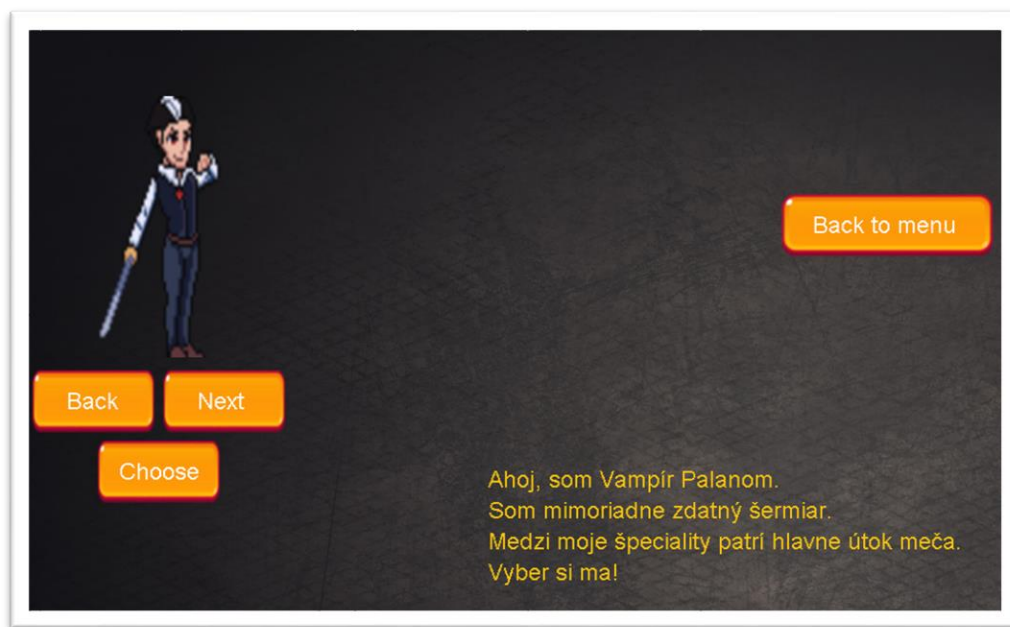 Back to menu
Back
Next
Choose
Ahoj, som Vampír Palanom.
Som mimoriadne zdatný šermiar.
Medzi moje špeciality patrí hlavne útok meča.
Vyber si ma!